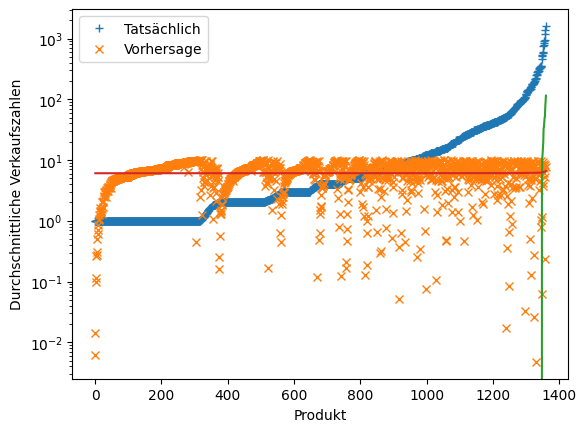 Tatsächlich
Vorhersage
Durchschnittliche Verkaufszahlen
10³
10²
10¹
10⁰
10⁻¹
10⁻²
0 200 400 600 800 1000 1200 1400
Produkt